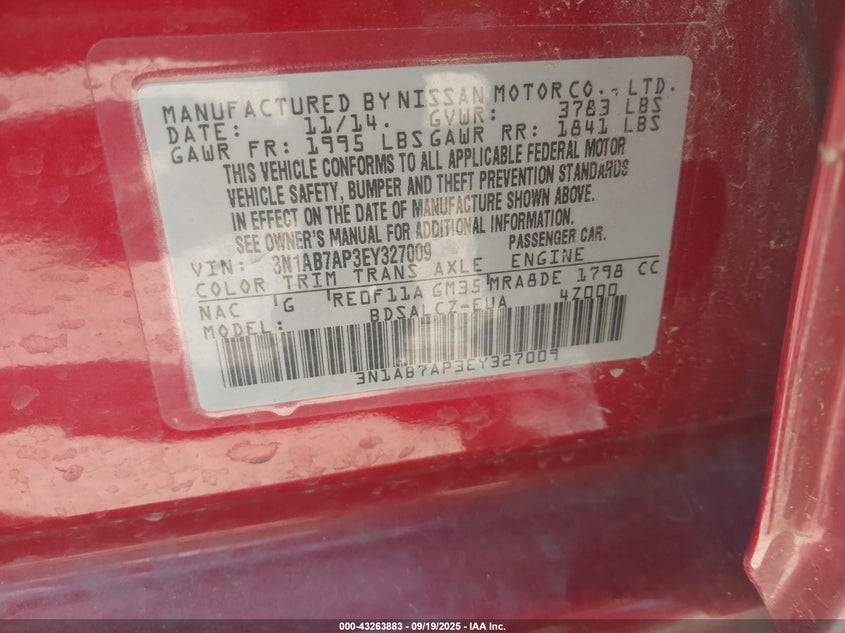 MANUFACTURED BY NISSAN MOTOR CO., LTD.
DATE: 11/14. GVWR: 3783 LBS
GAWR FR: 1995 LBS GAWR RR: 1841 LBS
THIS VEHICLE CONFORMS TO ALL APPLICABLE FEDERAL MOTOR
VEHICLE SAFETY, BUMPER AND THEFT PREVENTION STANDARDS
IN EFFECT ON THE DATE OF MANUFACTURE SHOWN ABOVE.
SEE OWNER'S MANUAL FOR ADDITIONAL INFORMATION.
VIN: 3N1AB7AP3EY327009 PASSENGER CAR.
COLOR TRIM TRANS AXLE ENGINE
NAC G RE0F11A GM35 MRA8DE 1798 CC
MODEL: BDSALCZ-EUA 4Z000
3N1AB7AP3EY327009
000-43263883 - 09/19/2025 - IAA Inc.